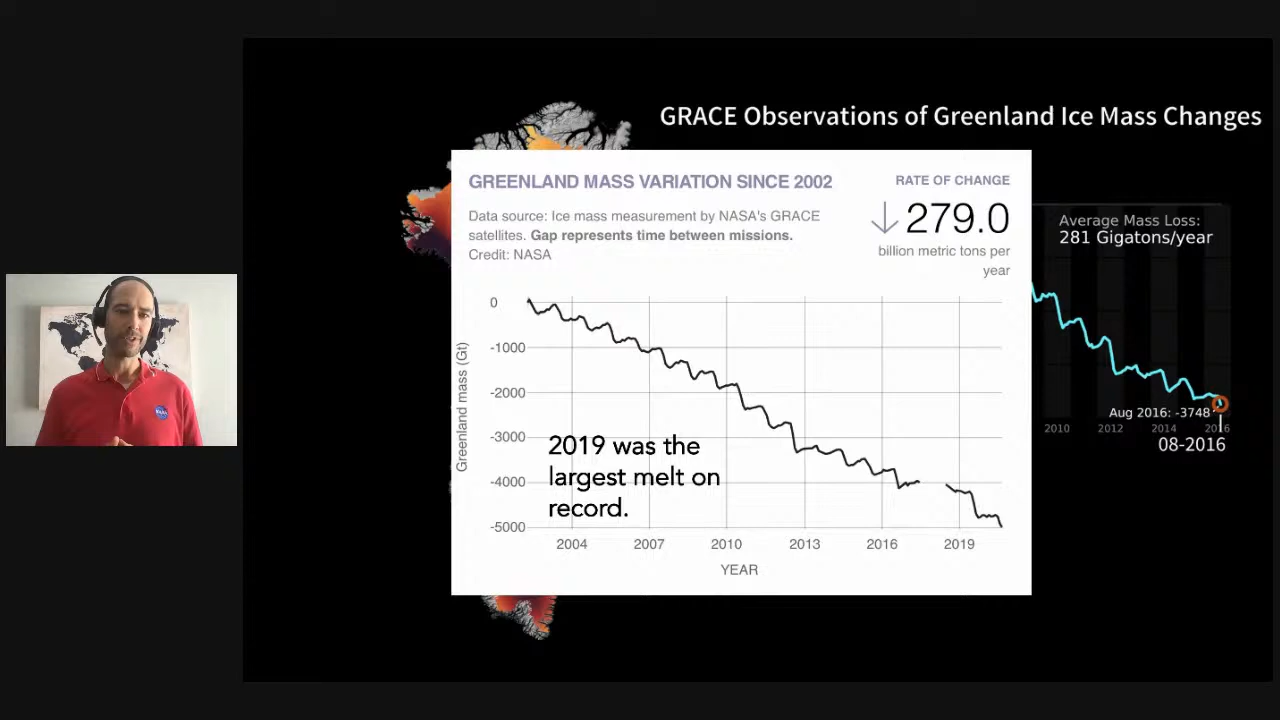 GRACE Observations of Greenland Ice Mass Changes
GREENLAND MASS VARIATION SINCE 2002
Data source: Ice mass measurement by NASA's GRACE
satellites. Gap represents time between missions.
Credit: NASA
RATE OF CHANGE
279.0
billion metric tons per
year
Greenland mass (Gt)
0
-1000
-2000
-3000
-4000
-5000
2019 was the
largest melt on
record.
2004 2007 2010 2013 2016 2019
YEAR
Average Mass Loss:
281 Gigatons/year
Aug 2016: -3748
2010 2012 2014 2016
08-2016
NASA